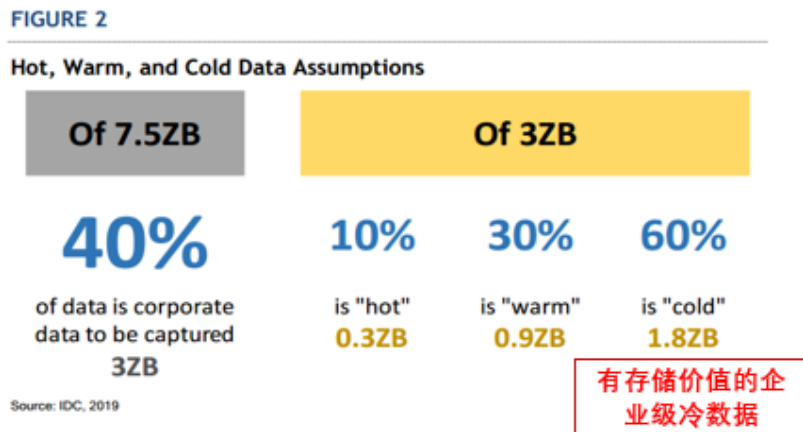 FIGURE 2
Hot, Warm, and Cold Data Assumptions
Of 7.5ZB
Of 3ZB
40%
of data is corporate
data to be captured
3ZB
10%
is "hot"
0.3ZB
30%
is "warm"
0.9ZB
60%
is "cold"
1.8ZB
有存储价值的企
业级冷数据
Source: IDC, 2019